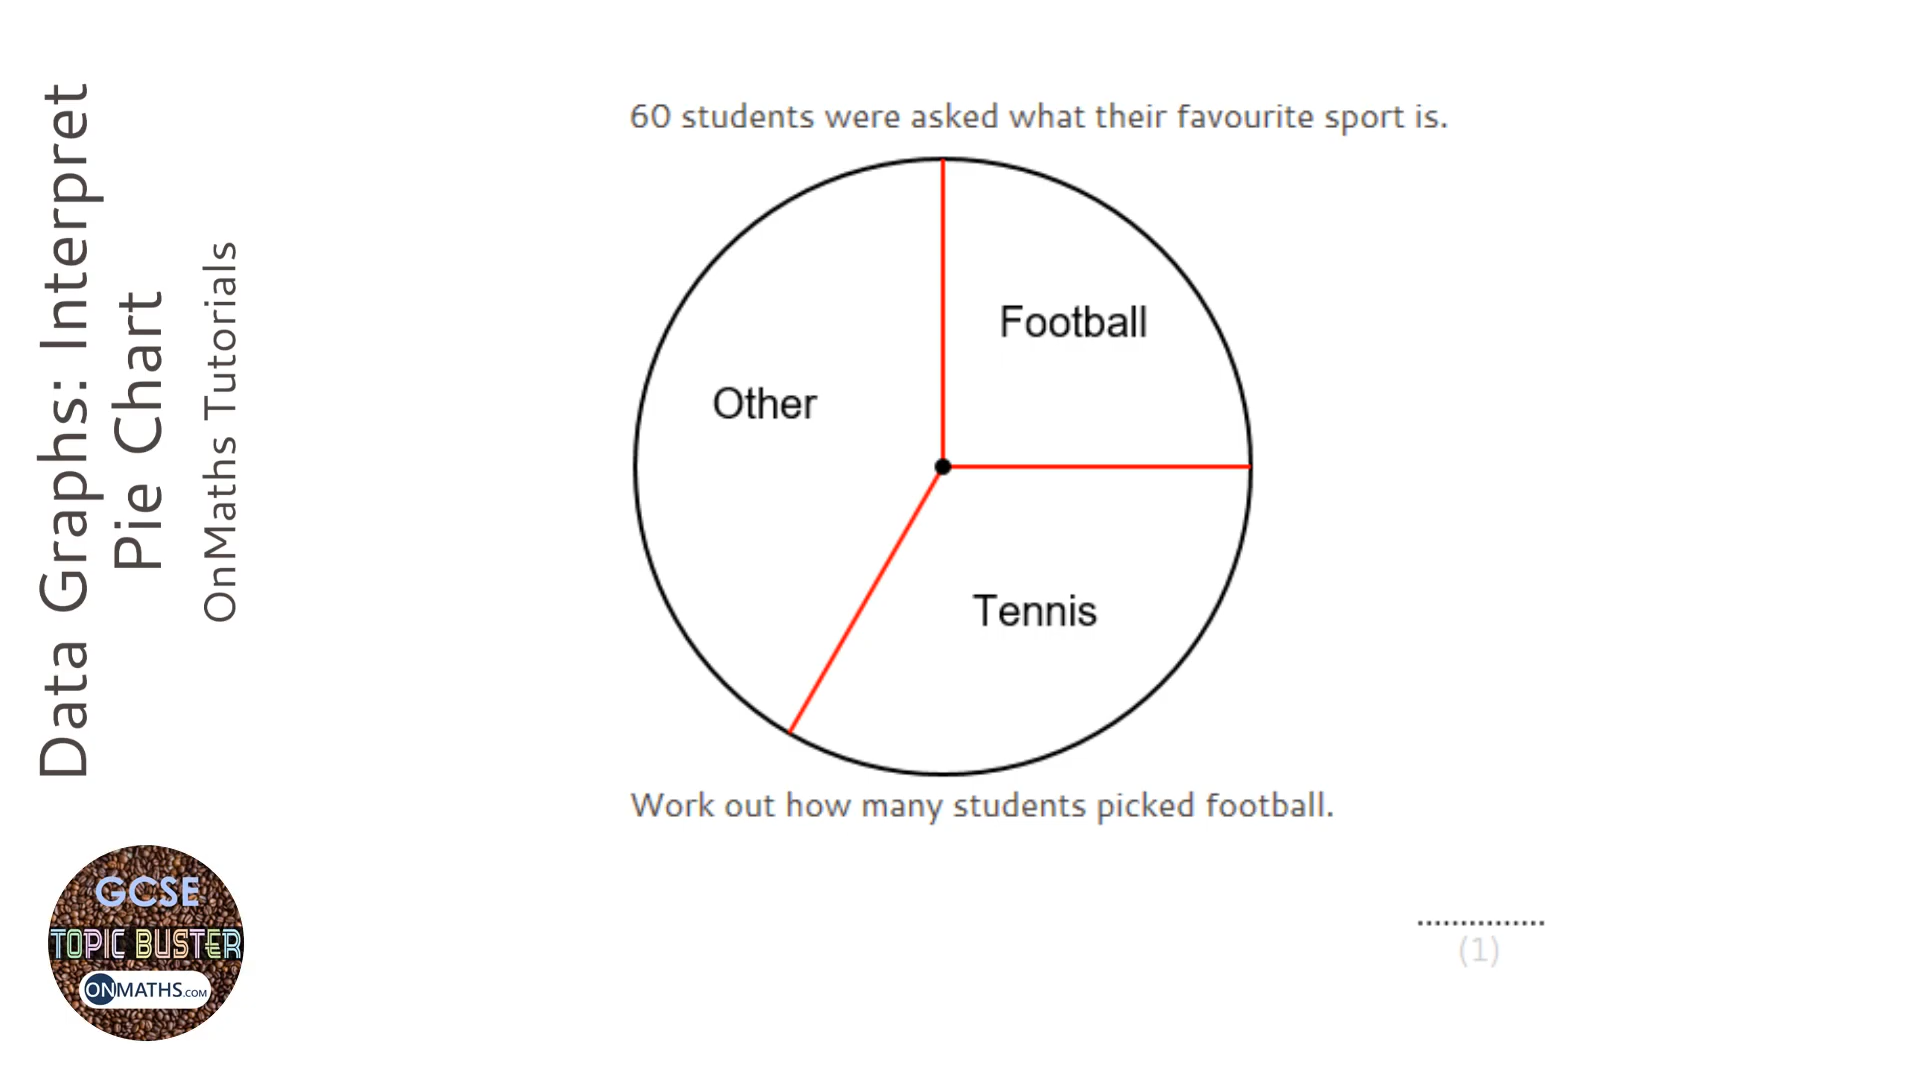 Data Graphs: Interpret
Pie Chart
OnMaths Tutorials
60 students were asked what their favourite sport is.
Football
Other
Tennis
Work out how many students picked football.
...............
(1)
GCSE
TOPIC BUSTER
ONMATHS.COM